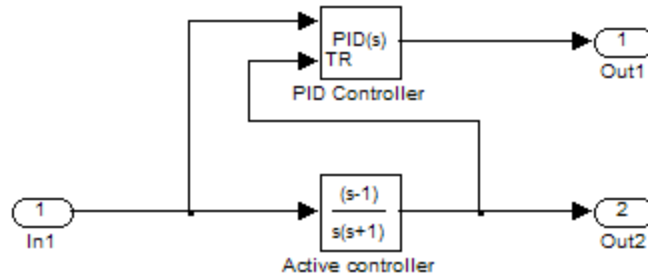 PID(s)
TR
PID Controller
1
Out1
1
In1
(s-1)
s(s+1)
Active controller
2
Out2